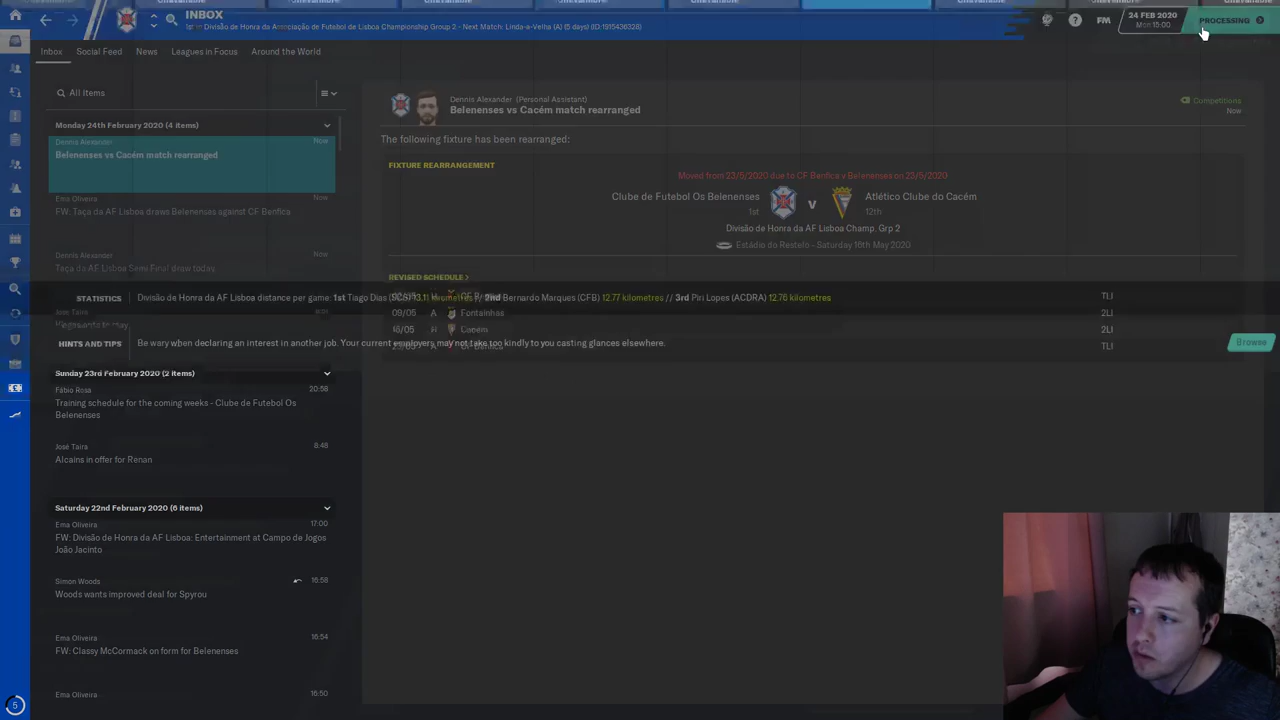 INBOX
1st in Divisão de Honra da Associação de Futebol de Lisboa Championship Group 2 - Next Match: Linda-a-Velha (A) (5 days) (ID:1915436328)
FM
24 FEB 2020
Mon 15:00
PROCESSING
Inbox
Social Feed
News
Leagues in Focus
Around the World
All Items
Monday 24th February 2020 (4 items)
Dennis Alexander
Now
Belenenses vs Cacém match rearranged
Ema Oliveira
Now
FW: Taça da AF Lisboa draws Belenenses against CF Benfica
Dennis Alexander
Now
Taça da AF Lisboa Semi Final draw today
Sunday 23rd February 2020 (2 items)
Fábio Rosa
20:58
Training schedule for the coming weeks - Clube de Futebol Os
Belenenses
José Taira
8:48
Alcains in offer for Renan
Saturday 22nd February 2020 (6 items)
Ema Oliveira
17:00
FW: Divisão de Honra da AF Lisboa: Entertainment at Campo de Jogos
João Jacinto
Simon Woods
16:58
Woods wants improved deal for Spyrou
Ema Oliveira
16:54
FW: Classy McCormack on form for Belenenses
Ema Oliveira
16:50
5
Dennis Alexander (Personal Assistant)
Belenenses vs Cacém match rearranged
Competitions
Now
The following fixture has been rearranged:
FIXTURE REARRANGEMENT
Moved from 23/5/2020 due to CF Benfica v Belenenses on 23/5/2020
Clube de Futebol Os Belenenses
1st
v
Atlético Clube do Cacém
12th
Divisão de Honra da AF Lisboa Champ. Grp 2
Estádio do Restelo - Saturday 16th May 2020
REVISED SCHEDULE >
TLI
09/05 A Fontainhas 2LI
16/05 H Cacém 2LI
TLI
STATISTICS
Divisão de Honra da AF Lisboa distance per game: 1st Tiago Dias (SCS) 13.11 kilometres // 2nd Bernardo Marques (CFB) 12.77 kilometres // 3rd Piri Lopes (ACDRA) 12.76 kilometres
HINTS AND TIPS
Be wary when declaring an interest in another job. Your current employers may not take too kindly to you casting glances elsewhere.
Browse